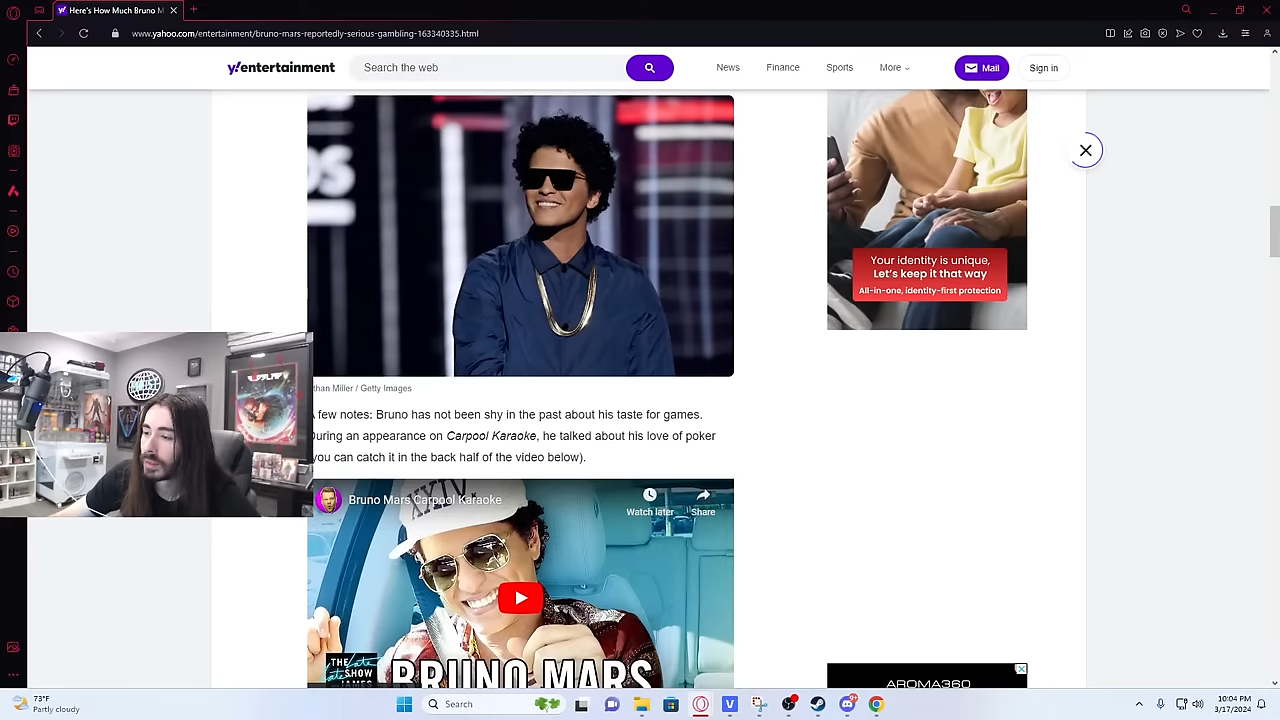 Here's How Much Bruno M
www.yahoo.com/entertainment/bruno-mars-reportedly-serious-gambling-163340335.html
y!entertainment
Search the web
News
Finance
Sports
More
Mail
Sign in
Your identity is unique,
Let's keep it that way
All-in-one, identity-first protection
than Miller / Getty Images
few notes: Bruno has not been shy in the past about his taste for games.
During an appearance on Carpool Karaoke, he talked about his love of poker
you can catch it in the back half of the video below).
Bruno Mars Carpool Karaoke
Watch later
Share
XXIV
THE
LATE LATE
SHOW
JAMES
BRUNO MARS
AROMA360
73°F
Partly cloudy
Search
10:04 PM
3/17/2024